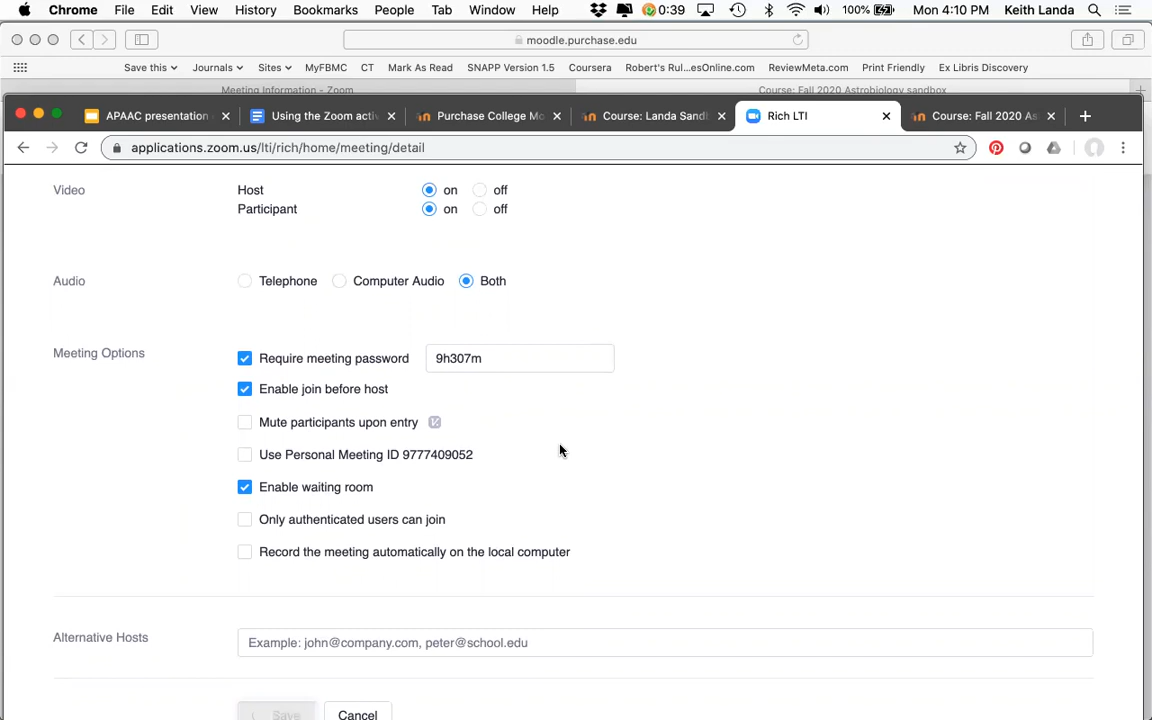 Chrome File Edit View History Bookmarks People Tab Window Help 0:39 100% Mon 4:10 PM Keith Landa
moodle.purchase.edu
Save this Journals Sites MyFBMC CT Mark As Read SNAPP Version 1.5 Coursera Robert's Rul...esOnline.com ReviewMeta.com Print Friendly Ex Libris Discovery
Meeting Information - Zoom Course: Fall 2020 Astrobiology sandbox
APAAC presentation Using the Zoom acti Purchase College Mo Course: Landa Sandb Rich LTI Course: Fall 2020 As
applications.zoom.us/lti/rich/home/meeting/detail
Video Host on off
Participant on off
Audio Telephone Computer Audio Both
Meeting Options Require meeting password 9h307m
Enable join before host
Mute participants upon entry
Use Personal Meeting ID 9777409052
Enable waiting room
Only authenticated users can join
Record the meeting automatically on the local computer
Alternative Hosts Example: john@company.com, peter@school.edu
Save Cancel